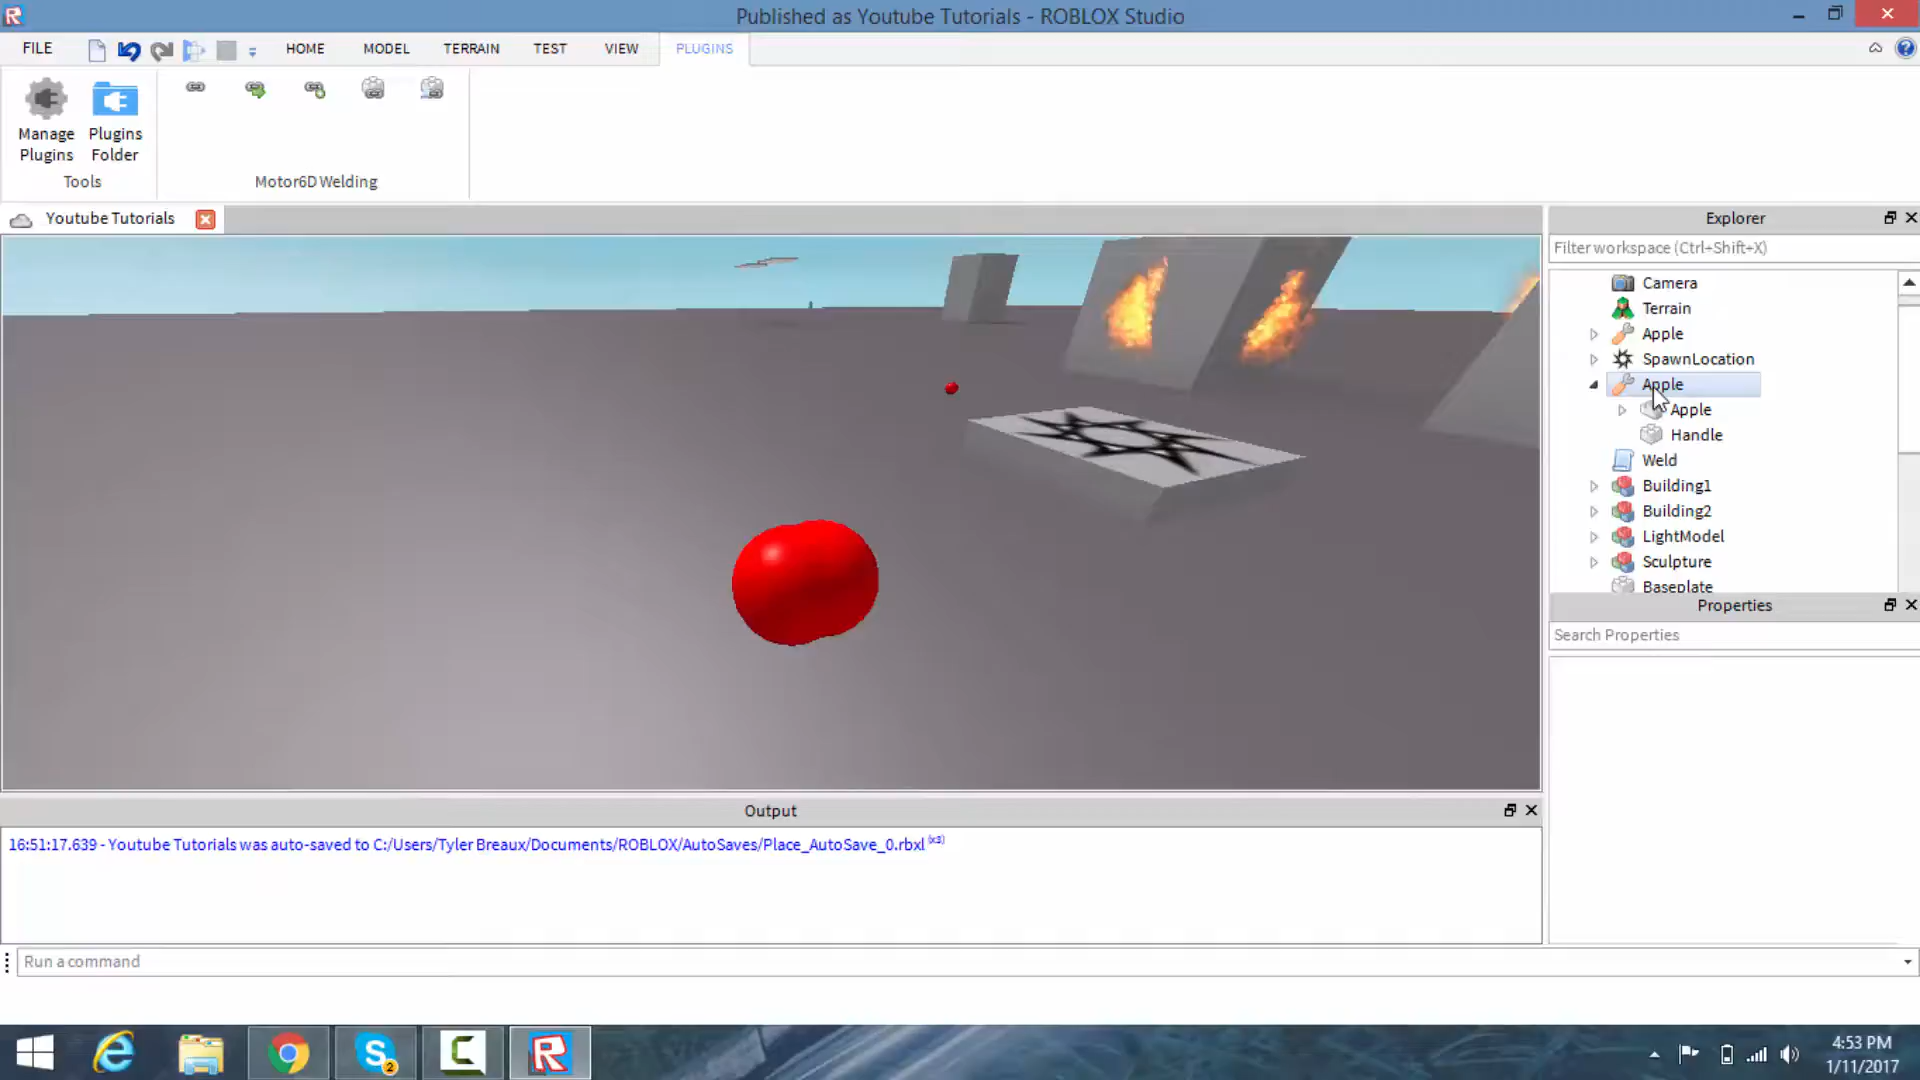 Published as Youtube Tutorials - ROBLOX Studio
FILE
HOME
MODEL
TERRAIN
TEST
VIEW
PLUGINS
Manage
Plugins
Plugins
Folder
Tools
Motor6D Welding
Youtube Tutorials
Explorer
Filter workspace (Ctrl+Shift+X)
Camera
Terrain
Apple
SpawnLocation
Apple
Apple
Handle
Weld
Building1
Building2
LightModel
Sculpture
Baseplate
Properties
Search Properties
Output
16:51:17.639 - Youtube Tutorials was auto-saved to C:/Users/Tyler Breaux/Documents/ROBLOX/AutoSaves/Place_AutoSave_0.rbxl (x3)
Run a command
2
4:53 PM
1/11/2017